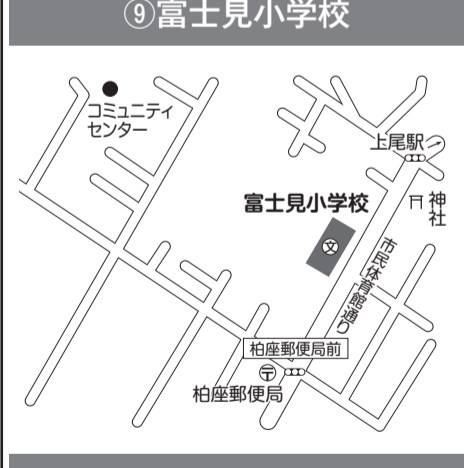 ⑨富士見小学校
コミュニティ
センター
上尾駅
富士見小学校
文
神社
市民体育館通り
柏座郵便局前
〒
柏座郵便局